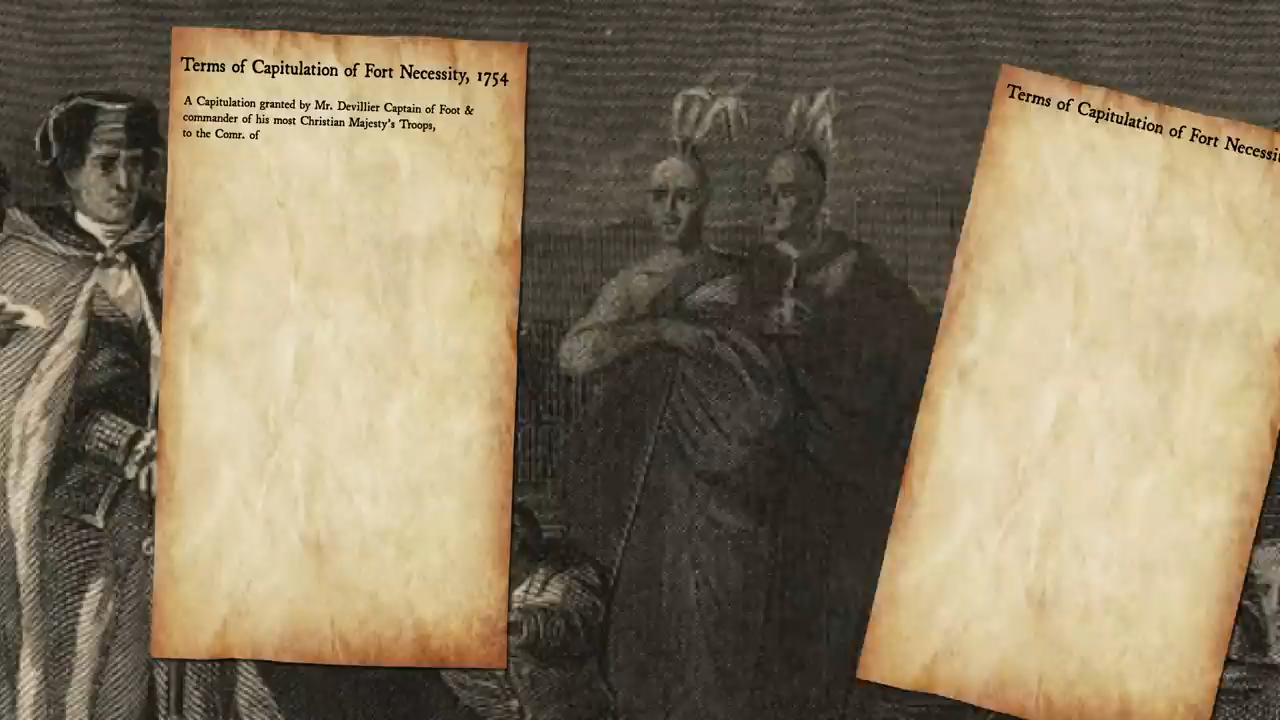 Terms of Capitulation of Fort Necessity, 1754
A Capitulation granted by Mr. Devillier Captain of Foot &
commander of his most Christian Majesty's Troops,
to the Comr. of
Terms of Capitulation of Fort Necessi